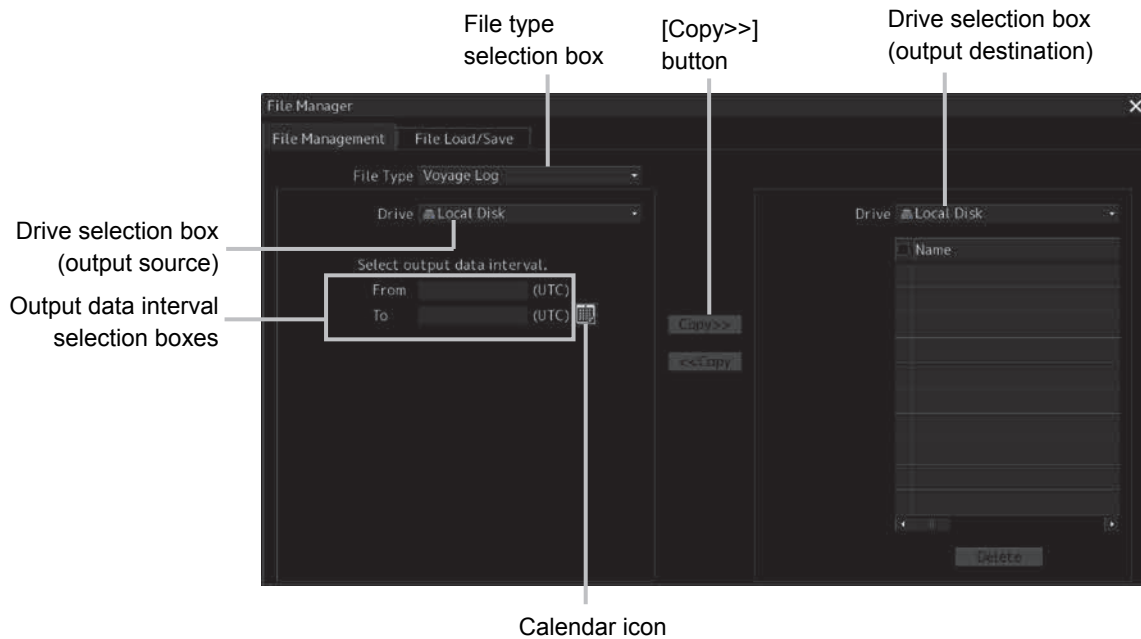 File type
selection box
[Copy>>]
button
Drive selection box
(output destination)
File Manager
File Management
File Load/Save
File Type
Voyage Log
Drive
Local Disk
Drive
Local Disk
Name
Drive selection box
(output source)
Select output data interval.
From
(UTC)
To
(UTC)
Output data interval
selection boxes
Copy>>
<<Copy
Delete
Calendar icon